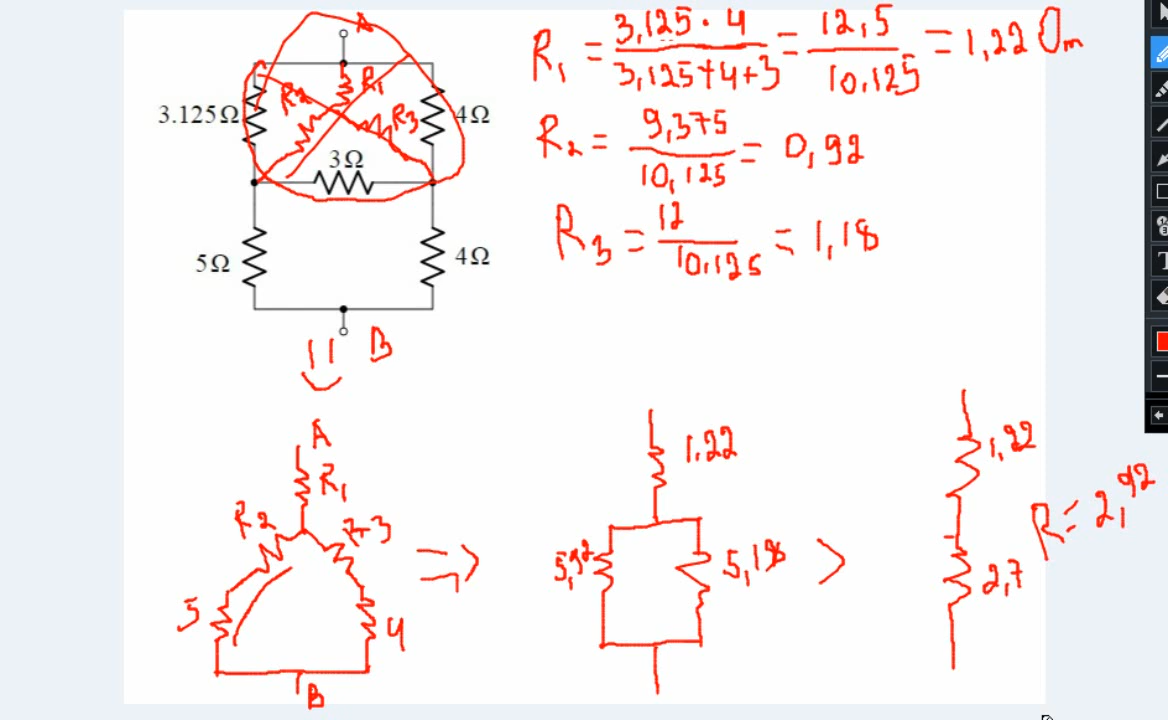 A
R₁ = 3,125 · 4 / 3,125+4+3 = 12,5 / 10,125 = 1,22 Om
3.125Ω R2 R₁ R3 4Ω
R₂ = 9,375 / 10,125 = 0,92
3Ω
R₃ = 12 / 10,125 = 1,18
5Ω 4Ω
B
A
R₁
R2 R3
5 4
B
1,22
5,92 5,18
1,22
2,7
R = 2,92